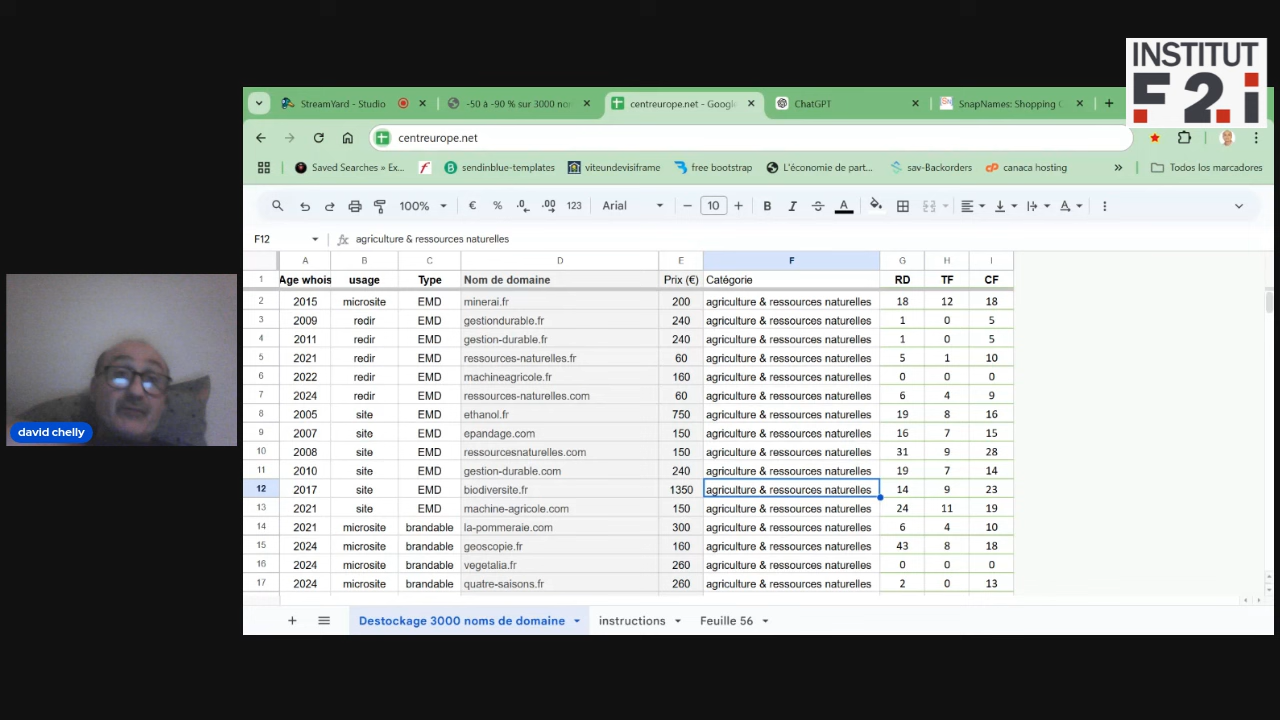 INSTITUT
F2i
StreamYard - Studio
-50 à -90 % sur 3000 no
centreurope.net - Google
ChatGPT
SnapNames: Shopping C
centreurope.net
Saved Searches » Ex...
sendinblue-templates
viteundevisiframe
free bootstrap
L'économie de part...
sav-Backorders
canaca hosting
»
Todos los marcadores
100% € % .0 .00 123 Arial 10 B I A
F12 fx agriculture & ressources naturelles
A B C D E F G H I
1 Age whois usage Type Nom de domaine Prix (€) Catégorie RD TF CF
2 2015 microsite EMD minerai.fr 200 agriculture & ressources naturelles 18 12 18
3 2009 redir EMD gestiondurable.fr 240 agriculture & ressources naturelles 1 0 5
4 2011 redir EMD gestion-durable.fr 240 agriculture & ressources naturelles 1 0 5
5 2021 redir EMD ressources-naturelles.fr 60 agriculture & ressources naturelles 5 1 10
6 2022 redir EMD machineagricole.fr 160 agriculture & ressources naturelles 0 0 0
7 2024 redir EMD ressources-naturelles.com 60 agriculture & ressources naturelles 6 4 9
8 2005 site EMD ethanol.fr 750 agriculture & ressources naturelles 19 8 16
9 2007 site EMD epandage.com 150 agriculture & ressources naturelles 16 7 15
10 2008 site EMD ressourcesnaturelles.com 150 agriculture & ressources naturelles 31 9 28
11 2010 site EMD gestion-durable.com 240 agriculture & ressources naturelles 19 7 14
12 2017 site EMD biodiversite.fr 1350 agriculture & ressources naturelles 14 9 23
13 2021 site EMD machine-agricole.com 150 agriculture & ressources naturelles 24 11 19
14 2021 microsite brandable la-pommeraie.com 300 agriculture & ressources naturelles 6 4 10
15 2024 microsite brandable geoscopie.fr 160 agriculture & ressources naturelles 43 8 18
16 2024 microsite brandable vegetalia.fr 260 agriculture & ressources naturelles 0 0 0
17 2024 microsite brandable quatre-saisons.fr 260 agriculture & ressources naturelles 2 0 13
david chelly
Destockage 3000 noms de domaine
instructions
Feuille 56